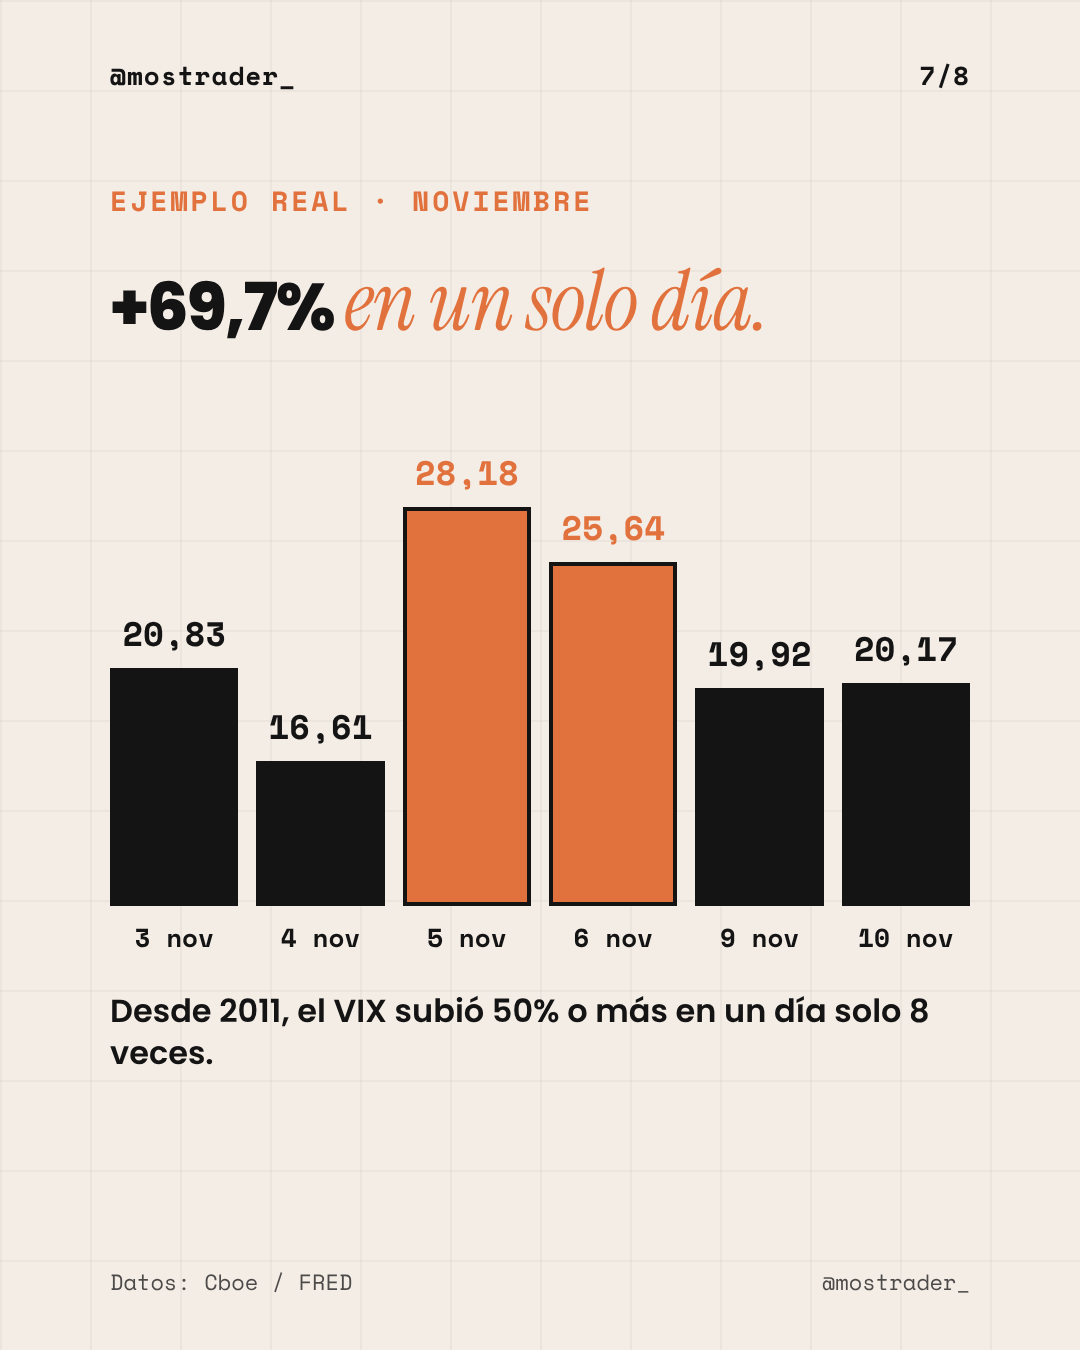 @mostrader_
7/8
EJEMPLO REAL · NOVIEMBRE
+69,7% en un solo día.
28,18
25,64
20,83
19,92
20,17
16,61
3 nov
4 nov
5 nov
6 nov
9 nov
10 nov
Desde 2011, el VIX subió 50% o más en un día solo 8
veces.
Datos: Cboe / FRED
@mostrader_